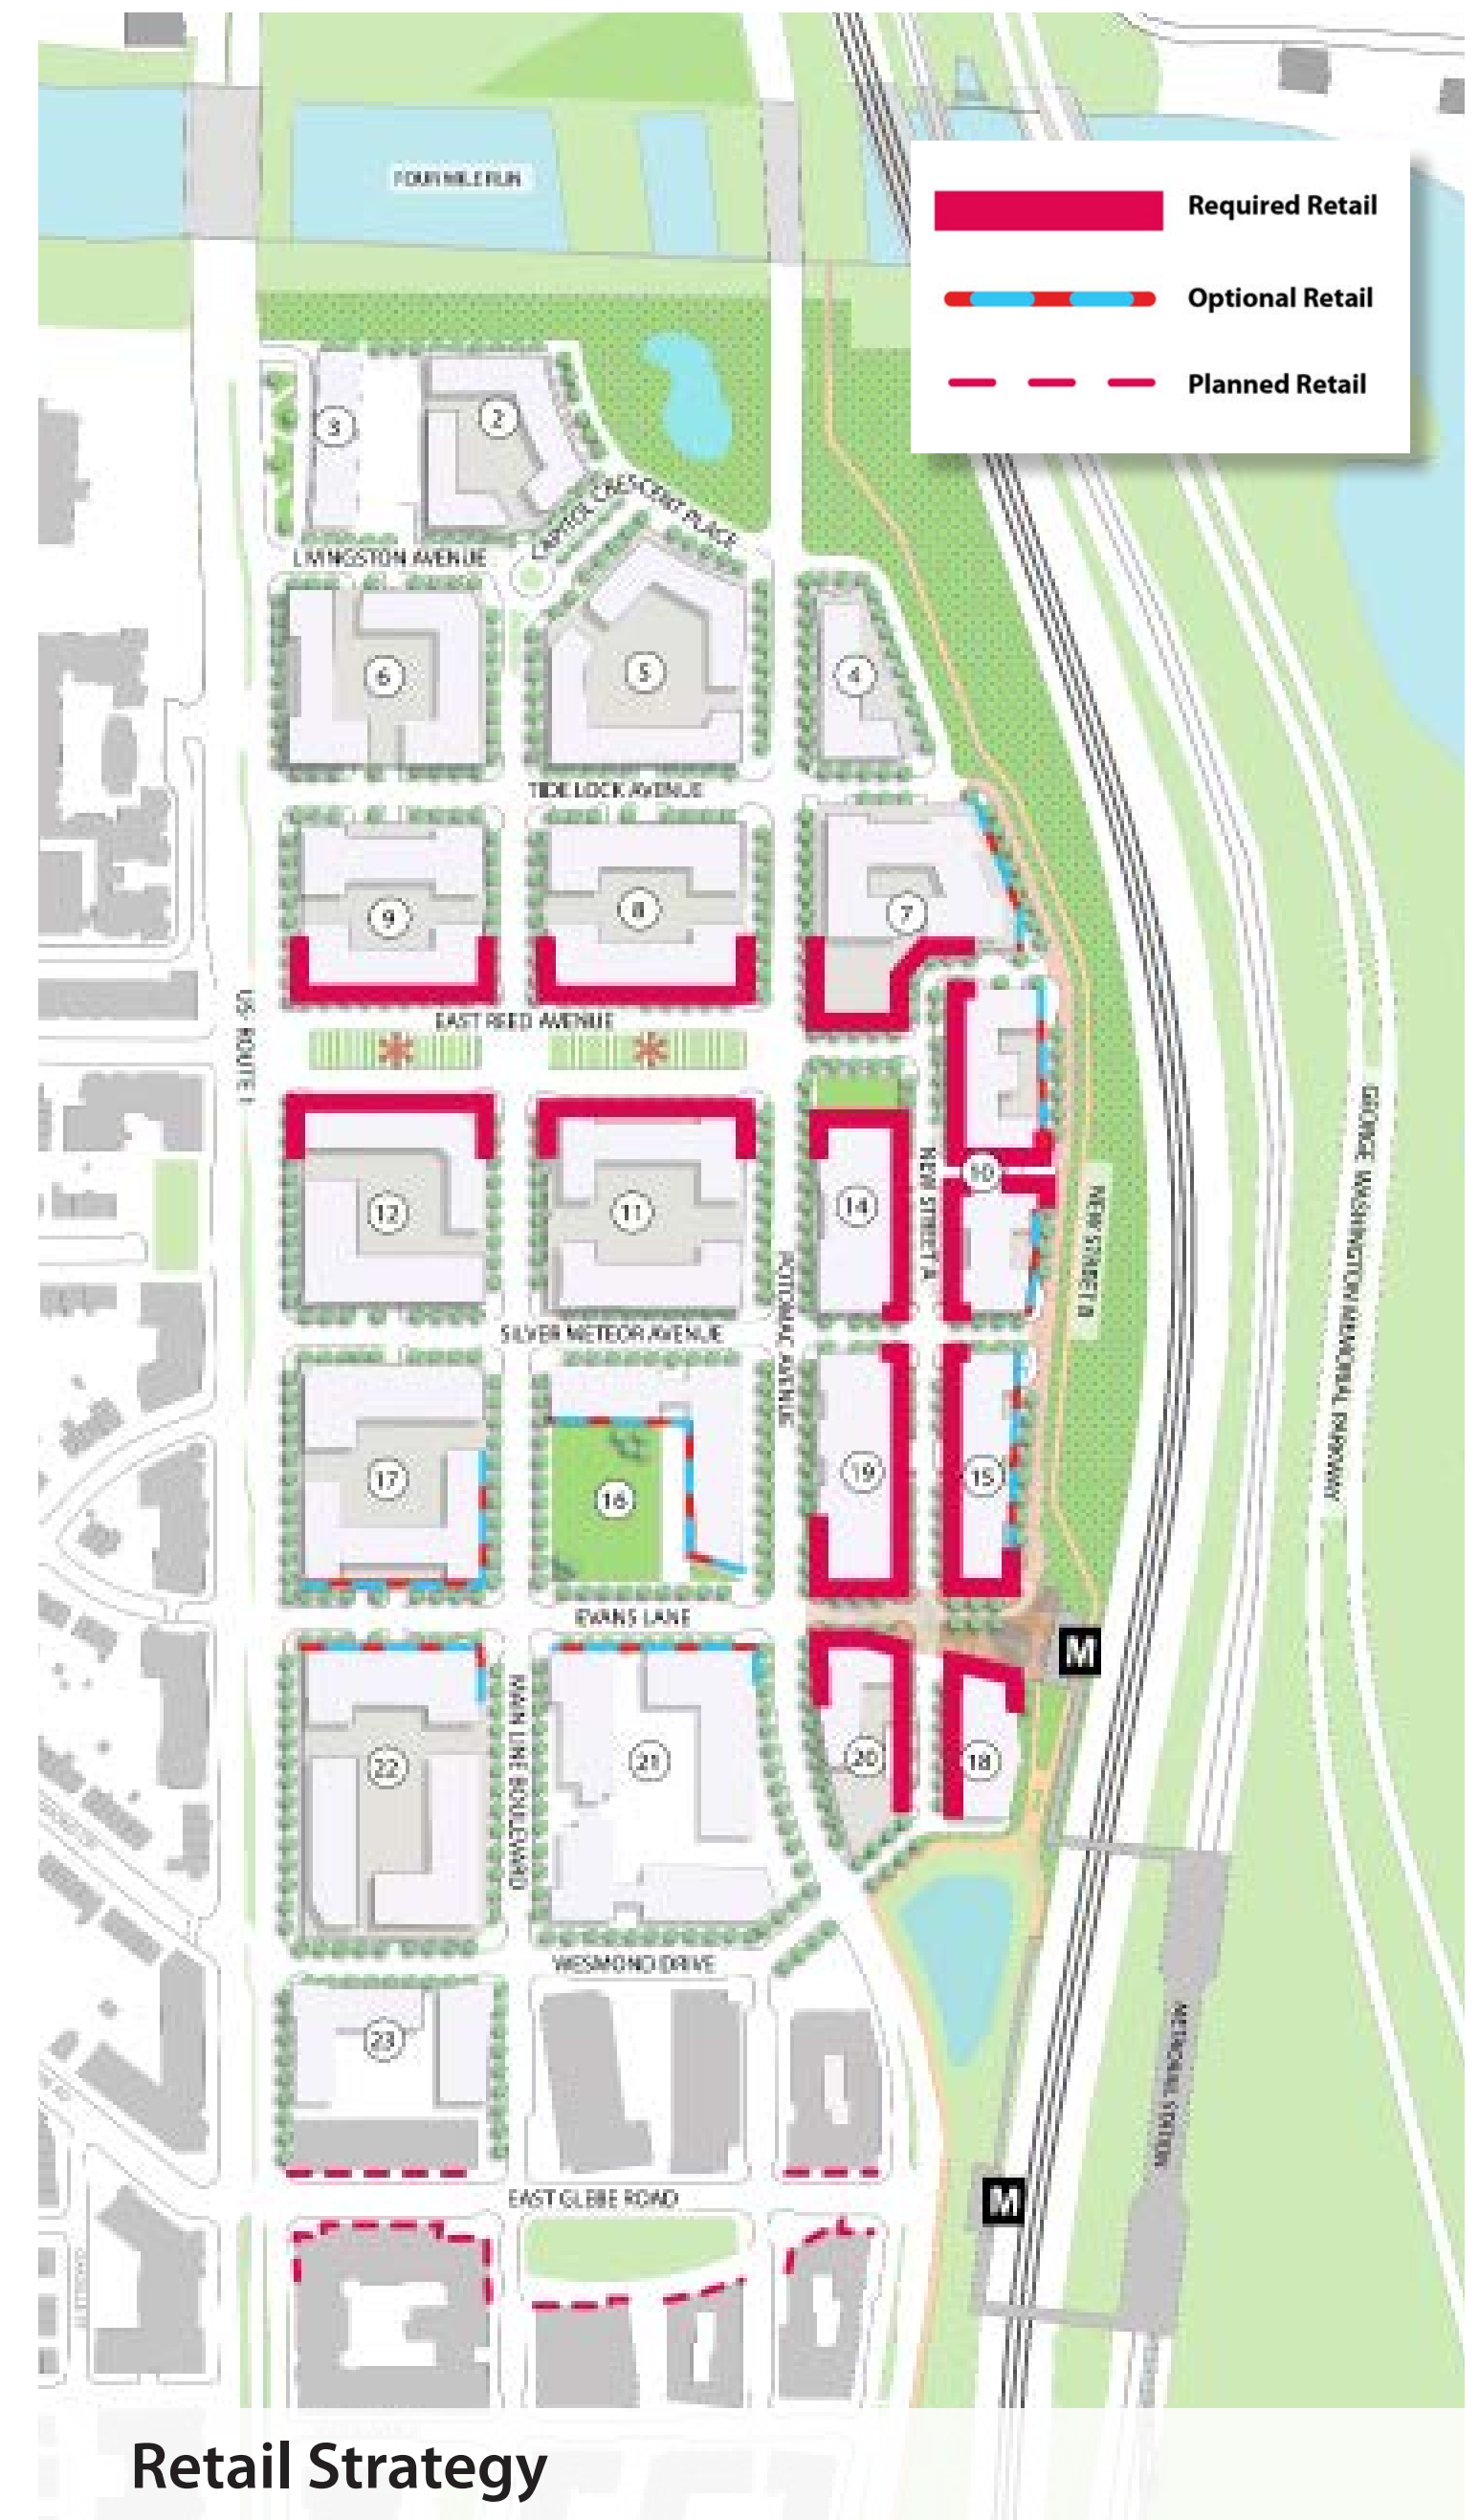 FOUR MILE RUN
Required Retail
Optional Retail
Planned Retail
3
2
CAPITOL CRESCENT PLACE
LIVINGSTON AVENUE
6
5
4
TIDE LOCK AVENUE
9
8
7
US ROUTE 1
EAST REED AVENUE
12
11
14
NEW STREET A
10
NEW STREET B
GEORGE WASHINGTON MEMORIAL PARKWAY
SILVER METEOR AVENUE
POTOMAC AVENUE
17
16
19
15
EVANS LANE
M
MAIN LINE BOULEVARD
22
21
20
18
WESMOND DRIVE
23
METRORAIL STATION
EAST GLEBE ROAD
M
Retail Strategy